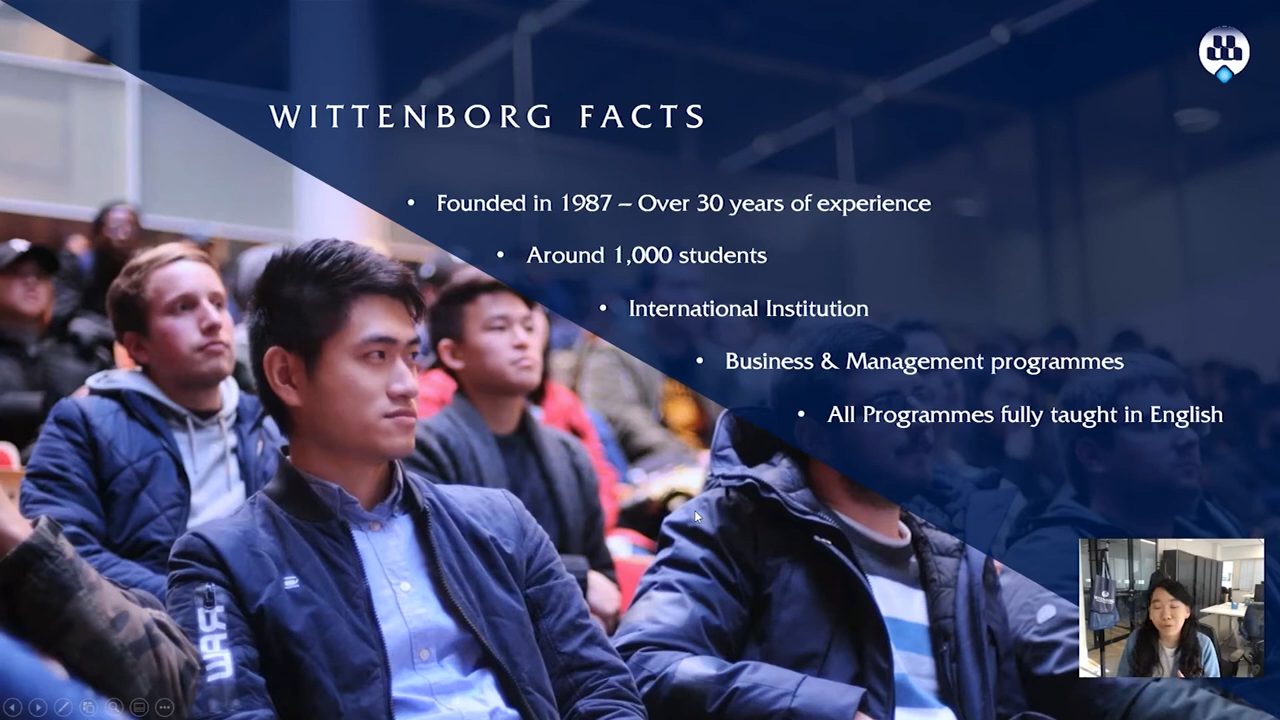 WITTENBORG FACTS
• Founded in 1987 – Over 30 years of experience
• Around 1,000 students
• International Institution
• Business & Management programmes
• All Programmes fully taught in English
RAW